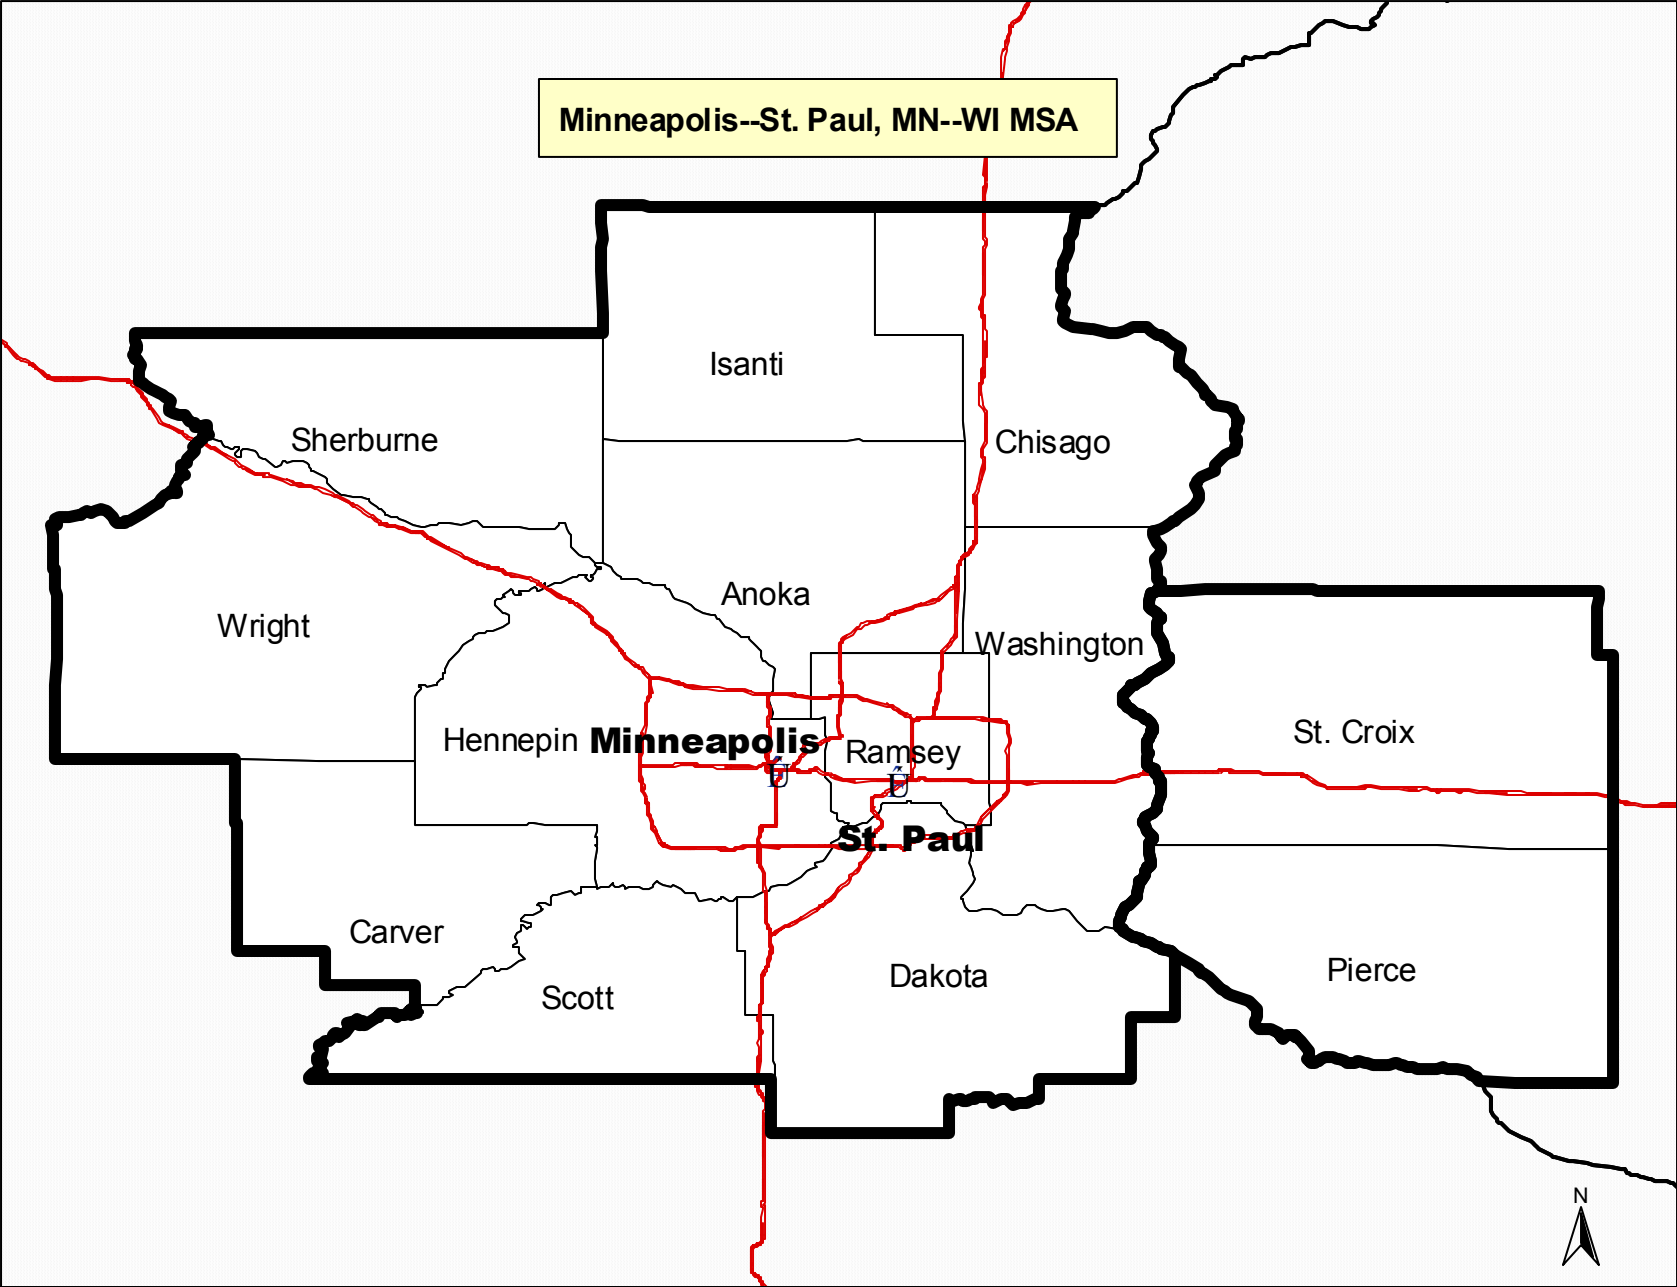 Minneapolis--St. Paul, MN--WI MSA
Isanti
Sherburne
Chisago
Anoka
Wright
Washington
St. Croix
Hennepin
Minneapolis
Ramsey
Ú
Ú
St. Paul
Carver
Pierce
Dakota
Scott
N